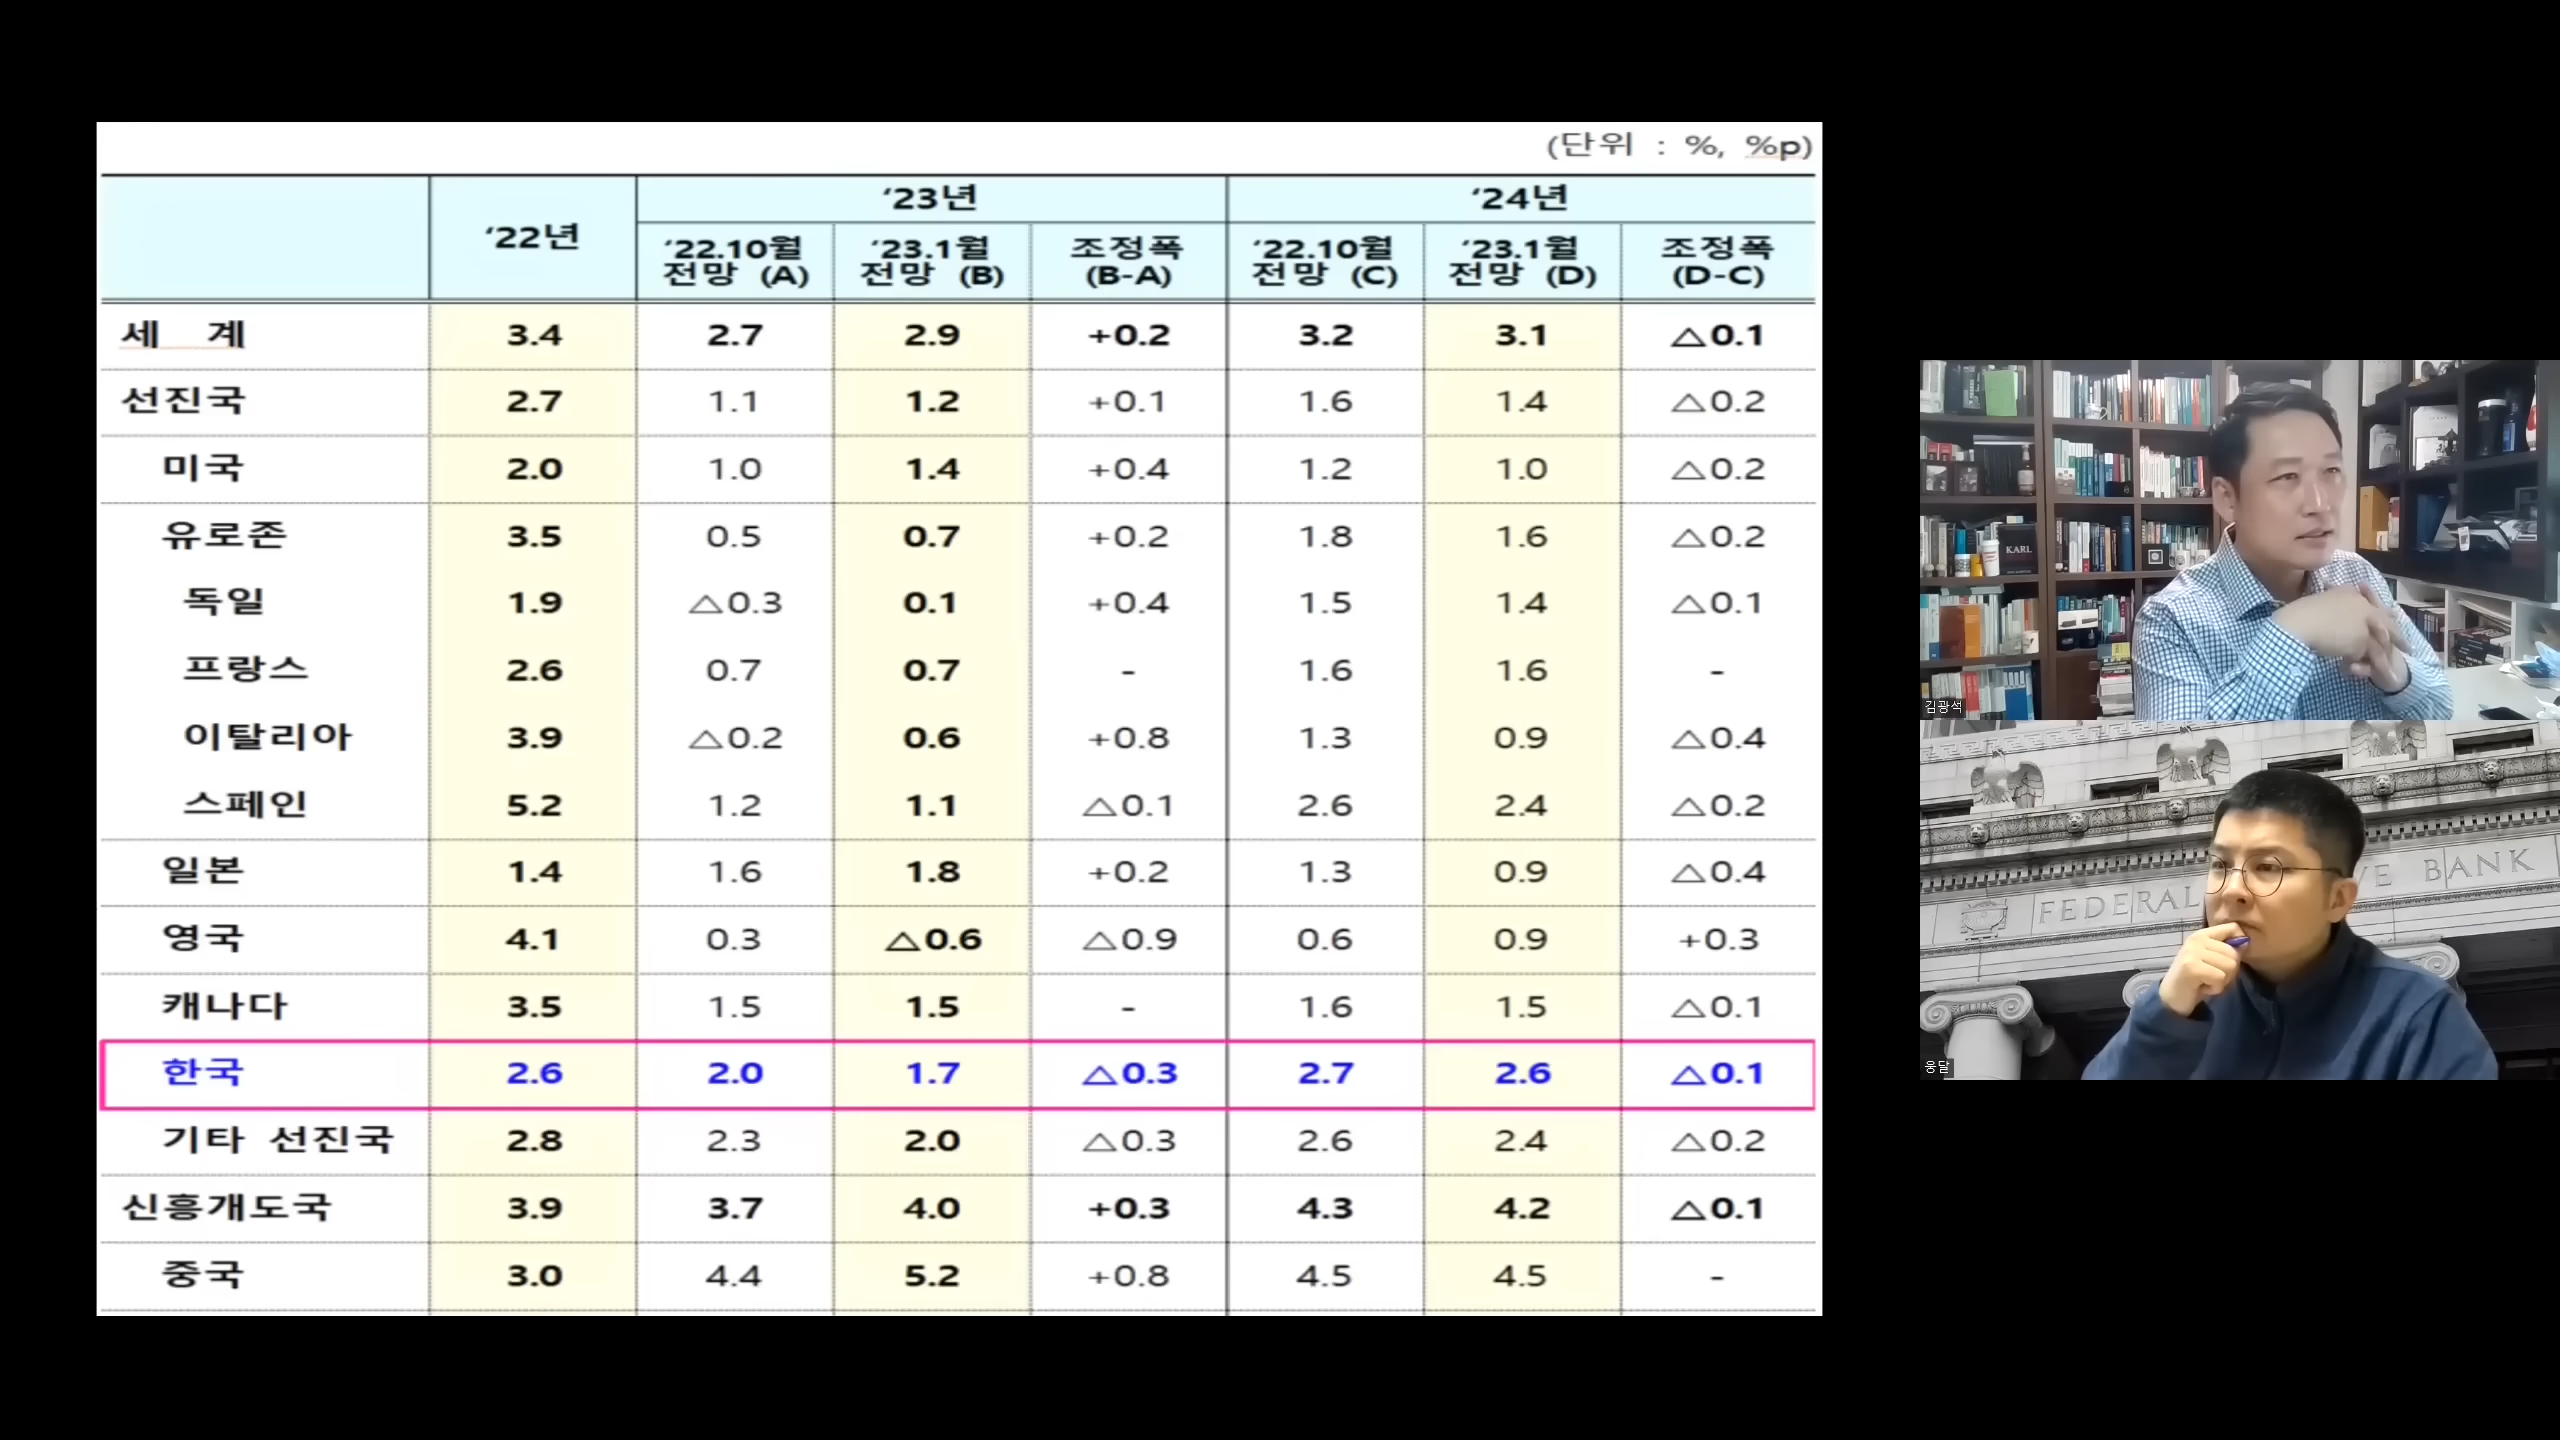 (단위 : %, %p)
‘22년 ‘23년 ‘24년
‘22.10월 전망 (A) ‘23.1월 전망 (B) 조정폭 (B-A) ‘22.10월 전망 (C) ‘23.1월 전망 (D) 조정폭 (D-C)
세 계 3.4 2.7 2.9 +0.2 3.2 3.1 △0.1
선진국 2.7 1.1 1.2 +0.1 1.6 1.4 △0.2
미국 2.0 1.0 1.4 +0.4 1.2 1.0 △0.2
유로존 3.5 0.5 0.7 +0.2 1.8 1.6 △0.2
독일 1.9 △0.3 0.1 +0.4 1.5 1.4 △0.1
프랑스 2.6 0.7 0.7 - 1.6 1.6 -
이탈리아 3.9 △0.2 0.6 +0.8 1.3 0.9 △0.4
스페인 5.2 1.2 1.1 △0.1 2.6 2.4 △0.2
일본 1.4 1.6 1.8 +0.2 1.3 0.9 △0.4
영국 4.1 0.3 △0.6 △0.9 0.6 0.9 +0.3
캐나다 3.5 1.5 1.5 - 1.6 1.5 △0.1
한국 2.6 2.0 1.7 △0.3 2.7 2.6 △0.1
기타 선진국 2.8 2.3 2.0 △0.3 2.6 2.4 △0.2
신흥개도국 3.9 3.7 4.0 +0.3 4.3 4.2 △0.1
중국 3.0 4.4 5.2 +0.8 4.5 4.5 -
KARL
김광석
FEDERAL VE BANK
웅달